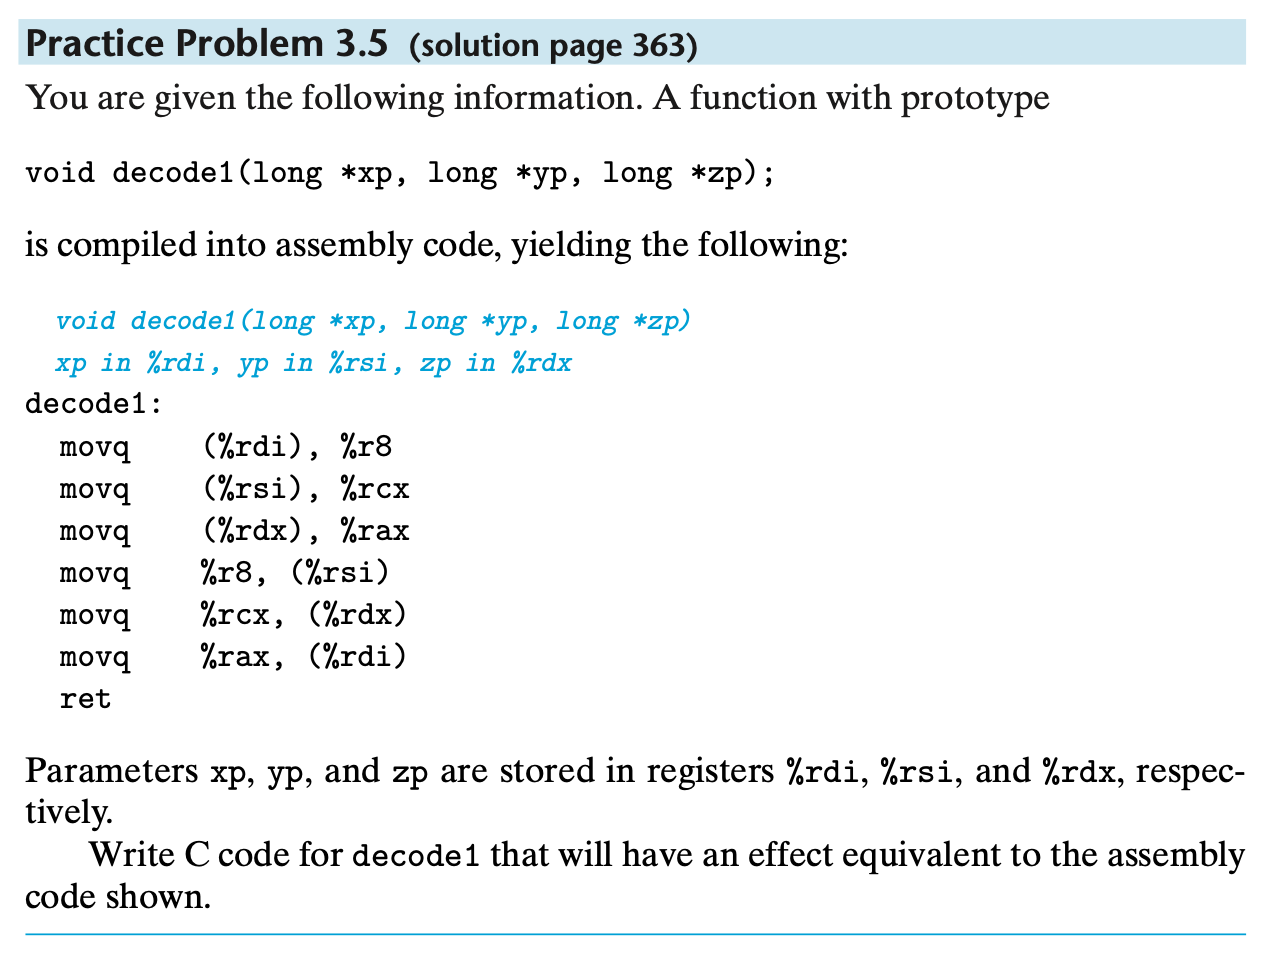 Practice Problem 3.5 (solution page 363)
You are given the following information. A function with prototype
void decode1(long *xp, long *yp, long *zp);
is compiled into assembly code, yielding the following:
void decode1(long *xp, long *yp, long *zp)
xp in %rdi, yp in %rsi, zp in %rdx
decode1:
movq (%rdi), %r8
movq (%rsi), %rcx
movq (%rdx), %rax
movq %r8, (%rsi)
movq %rcx, (%rdx)
movq %rax, (%rdi)
ret
Parameters xp, yp, and zp are stored in registers %rdi, %rsi, and %rdx, respec-
tively.
Write C code for decode1 that will have an effect equivalent to the assembly
code shown.